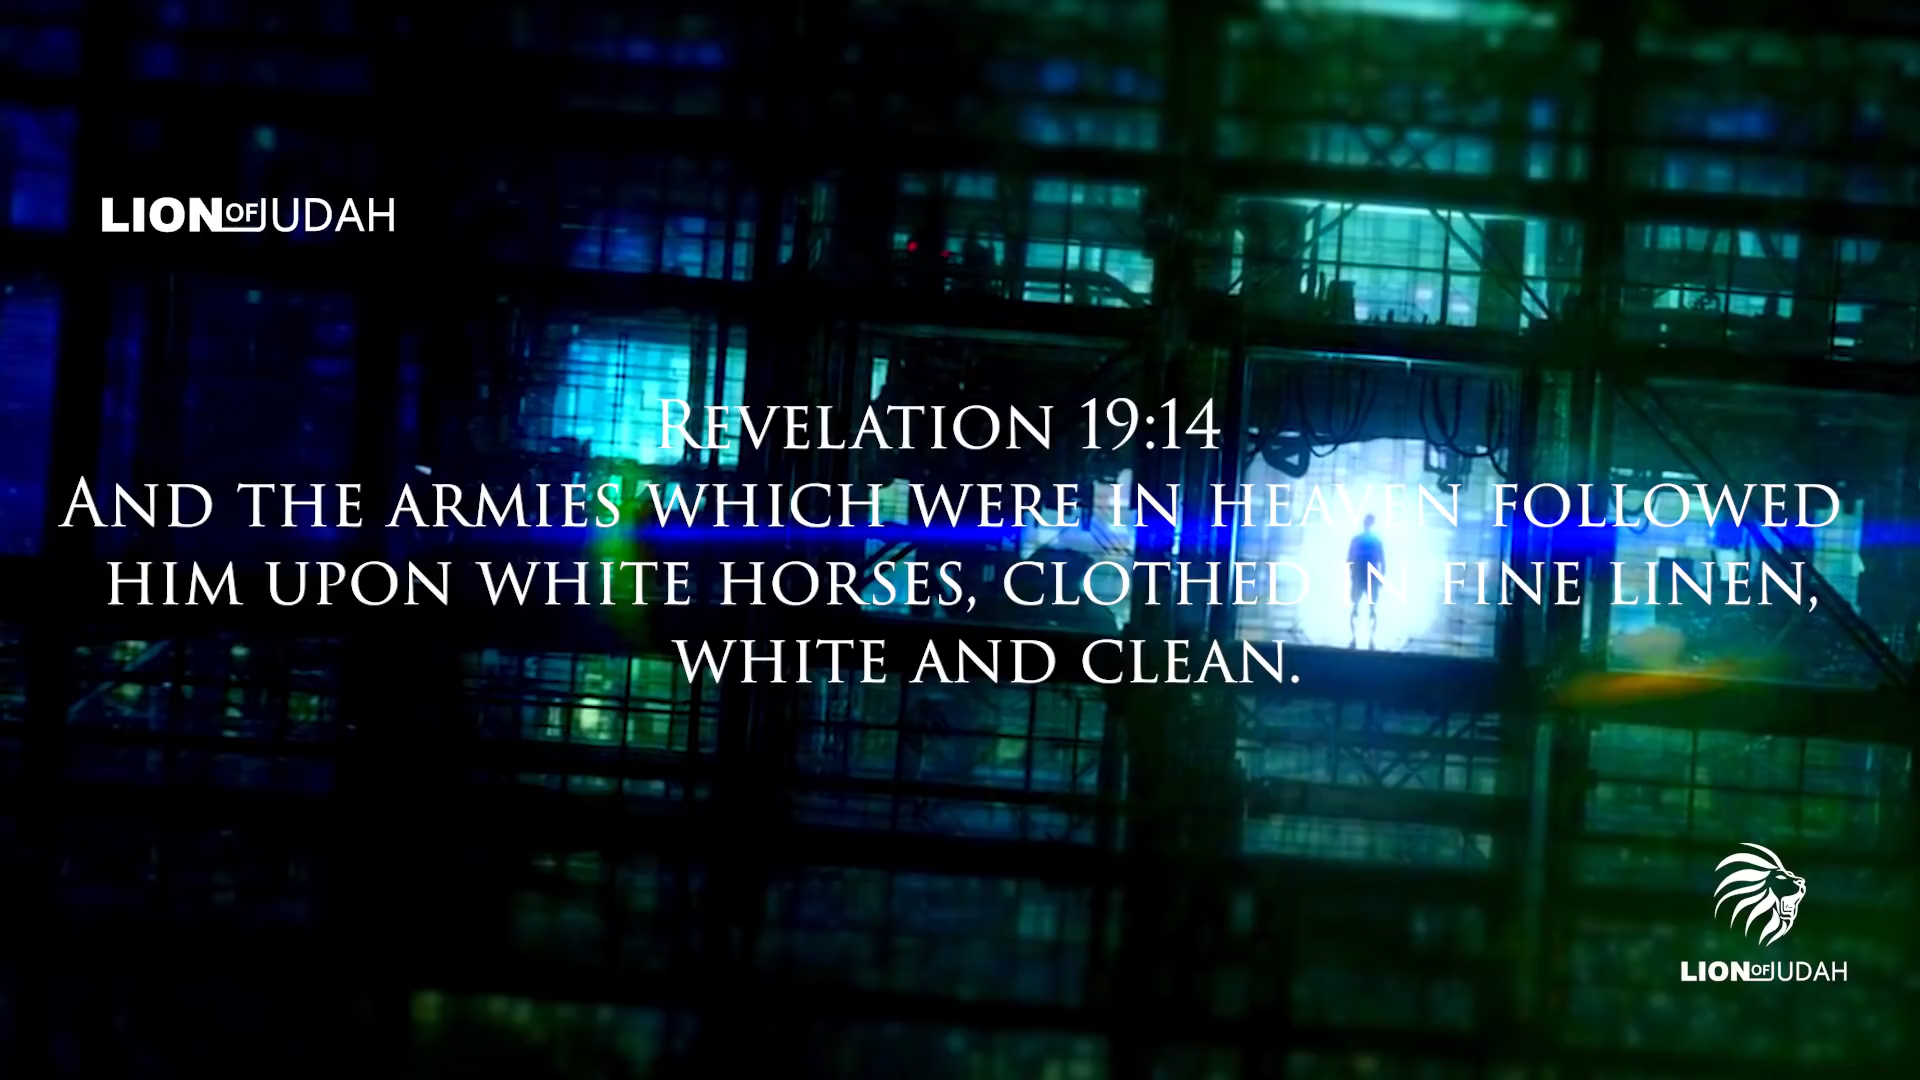 LION OF JUDAH
Revelation 19:14
And the armies which were in heaven followed
him upon white horses, clothed in fine linen,
white and clean.
LION OF JUDAH